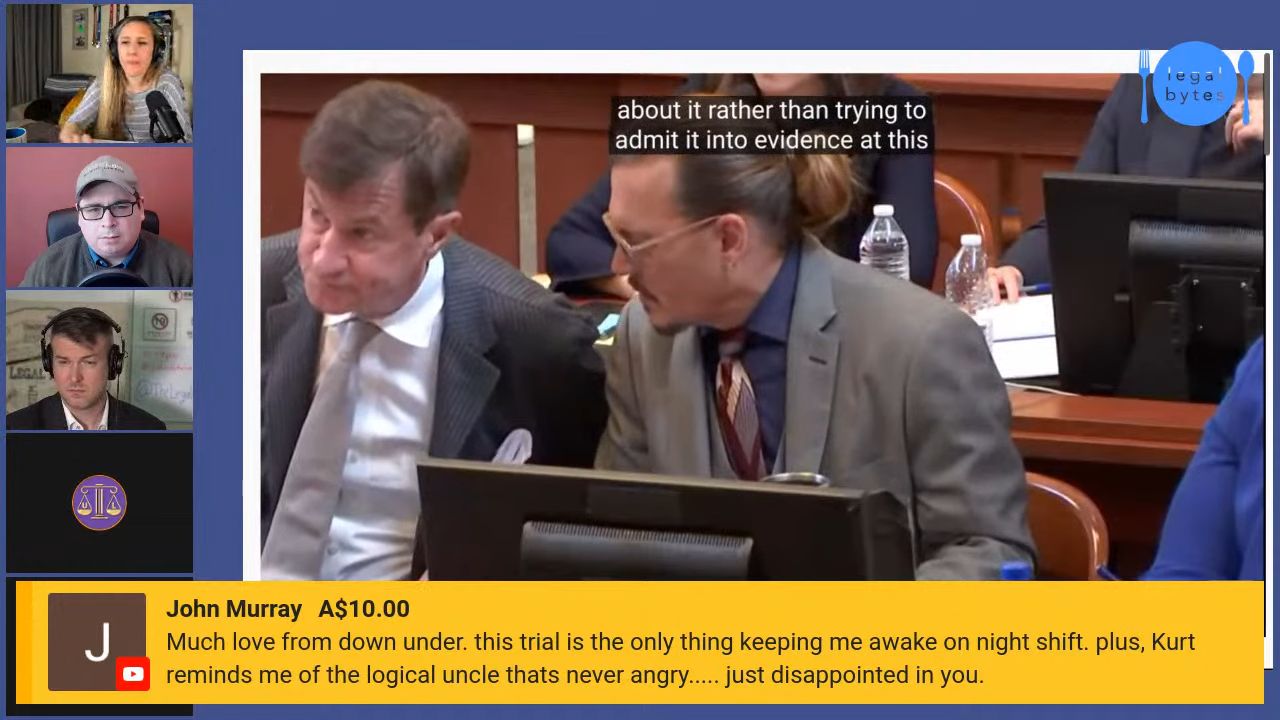 about it rather than trying to
admit it into evidence at this
legal
bytes
LEGAL
U L
J
John Murray A$10.00
Much love from down under. this trial is the only thing keeping me awake on night shift. plus, Kurt
reminds me of the logical uncle thats never angry..... just disappointed in you.